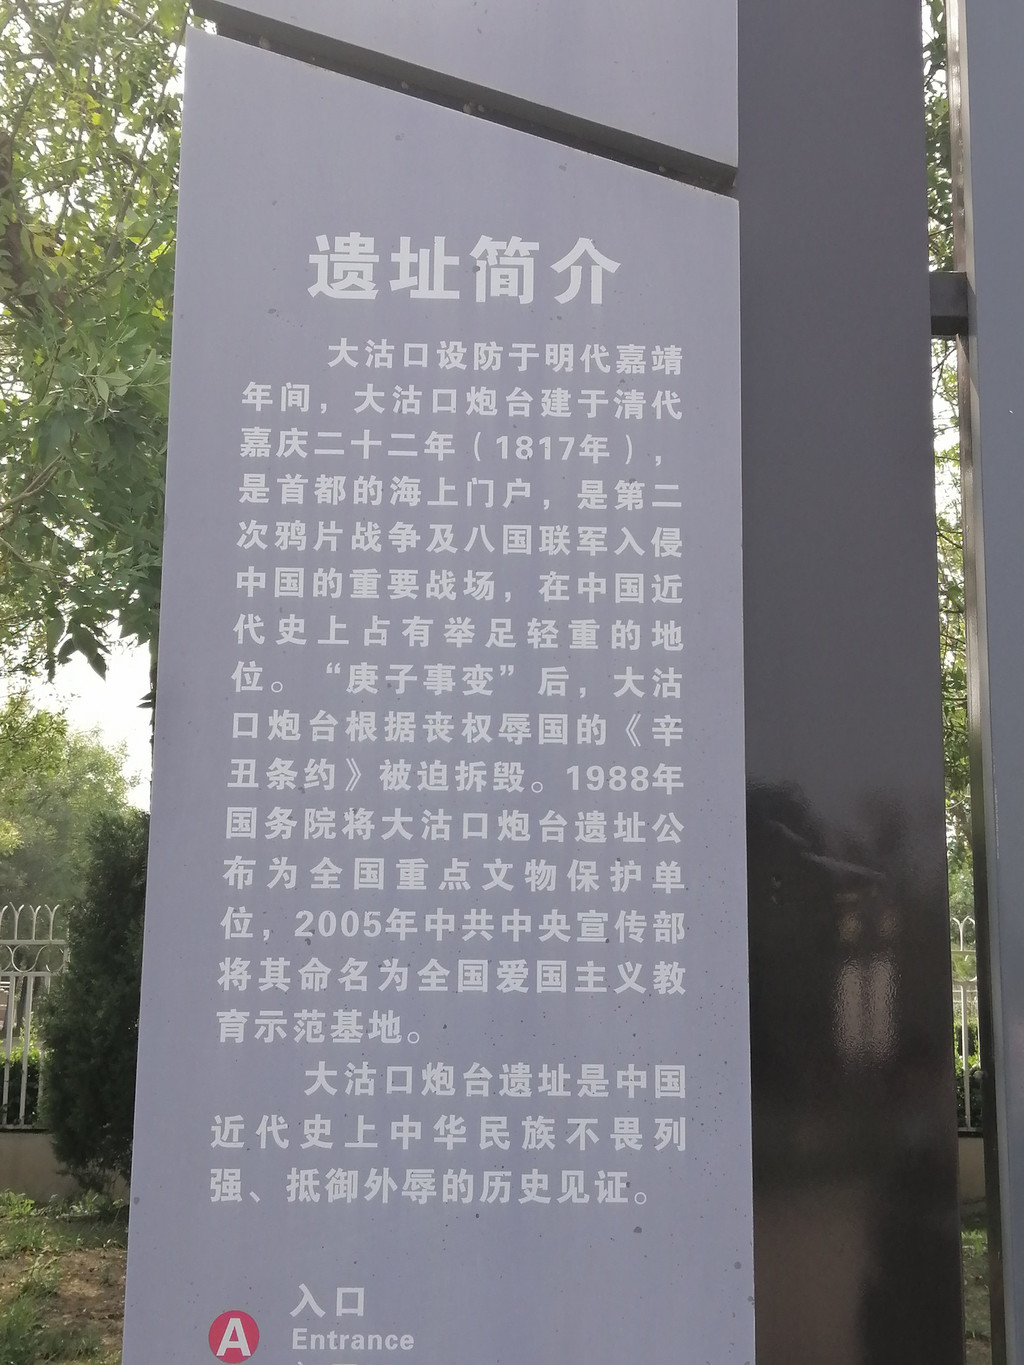 遗址简介
大沽口设防于明代嘉靖
年间，大沽口炮台建于清代
嘉庆二十二年（1817年），
是首都的海上门户，是第二
次鸦片战争及八国联军入侵
中国的重要战场，在中国近
代史上占有举足轻重的地
位。“庚子事变”后，大沽
口炮台根据丧权辱国的《辛
丑条约》被迫拆毁。1988年
国务院将大沽口炮台遗址公
布为全国重点文物保护单
位，2005年中共中央宣传部
将其命名为全国爱国主义教
育示范基地。
大沽口炮台遗址是中国
近代史上中华民族不畏列
强、抵御外辱的历史见证。
入口
A Entrance